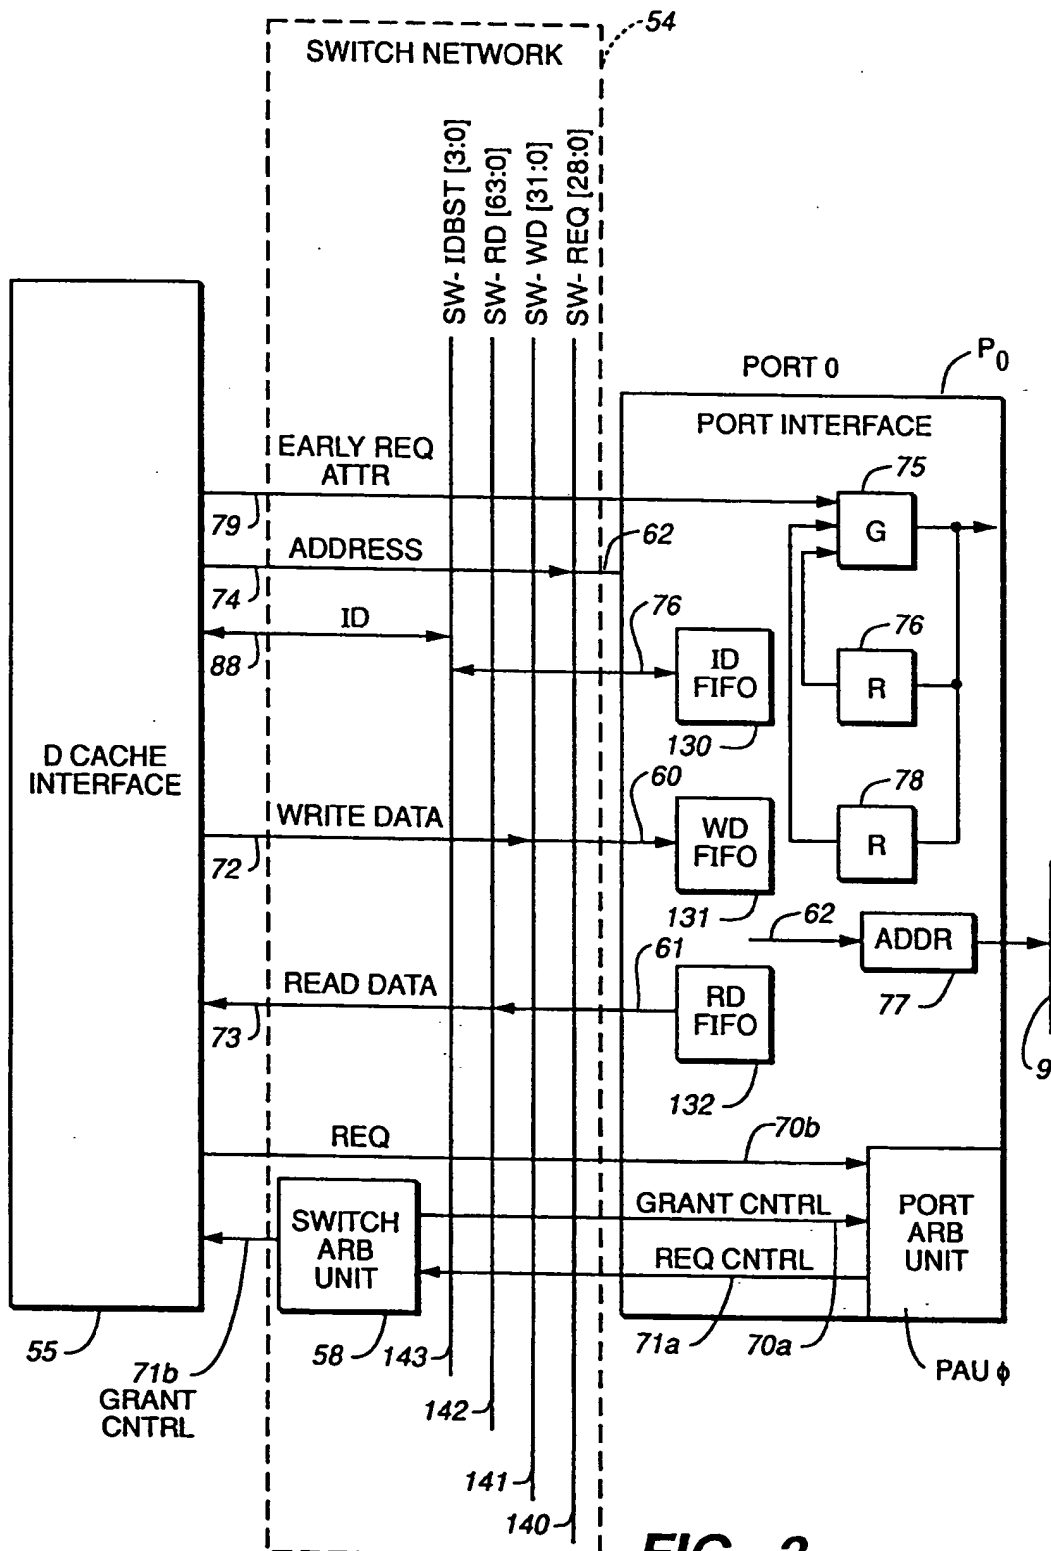 54
SWITCH NETWORK
SW- IDBST [3:0]
SW- RD [63:0]
SW- WD [31:0]
SW- REQ [28:0]
PORT 0
P0
PORT INTERFACE
EARLY REQ
ATTR
79
75
G
ADDRESS
74
62
ID
88
76
ID
FIFO
130
76
R
D CACHE
INTERFACE
WRITE DATA
72
60
WD
FIFO
131
78
R
62
ADDR
77
READ DATA
73
61
RD
FIFO
132
9
REQ
70b
SWITCH
ARB
UNIT
GRANT CNTRL
REQ CNTRL
PORT
ARB
UNIT
55
71b
GRANT
CNTRL
58
143
142
141
140
71a
70a
PAU ϕ